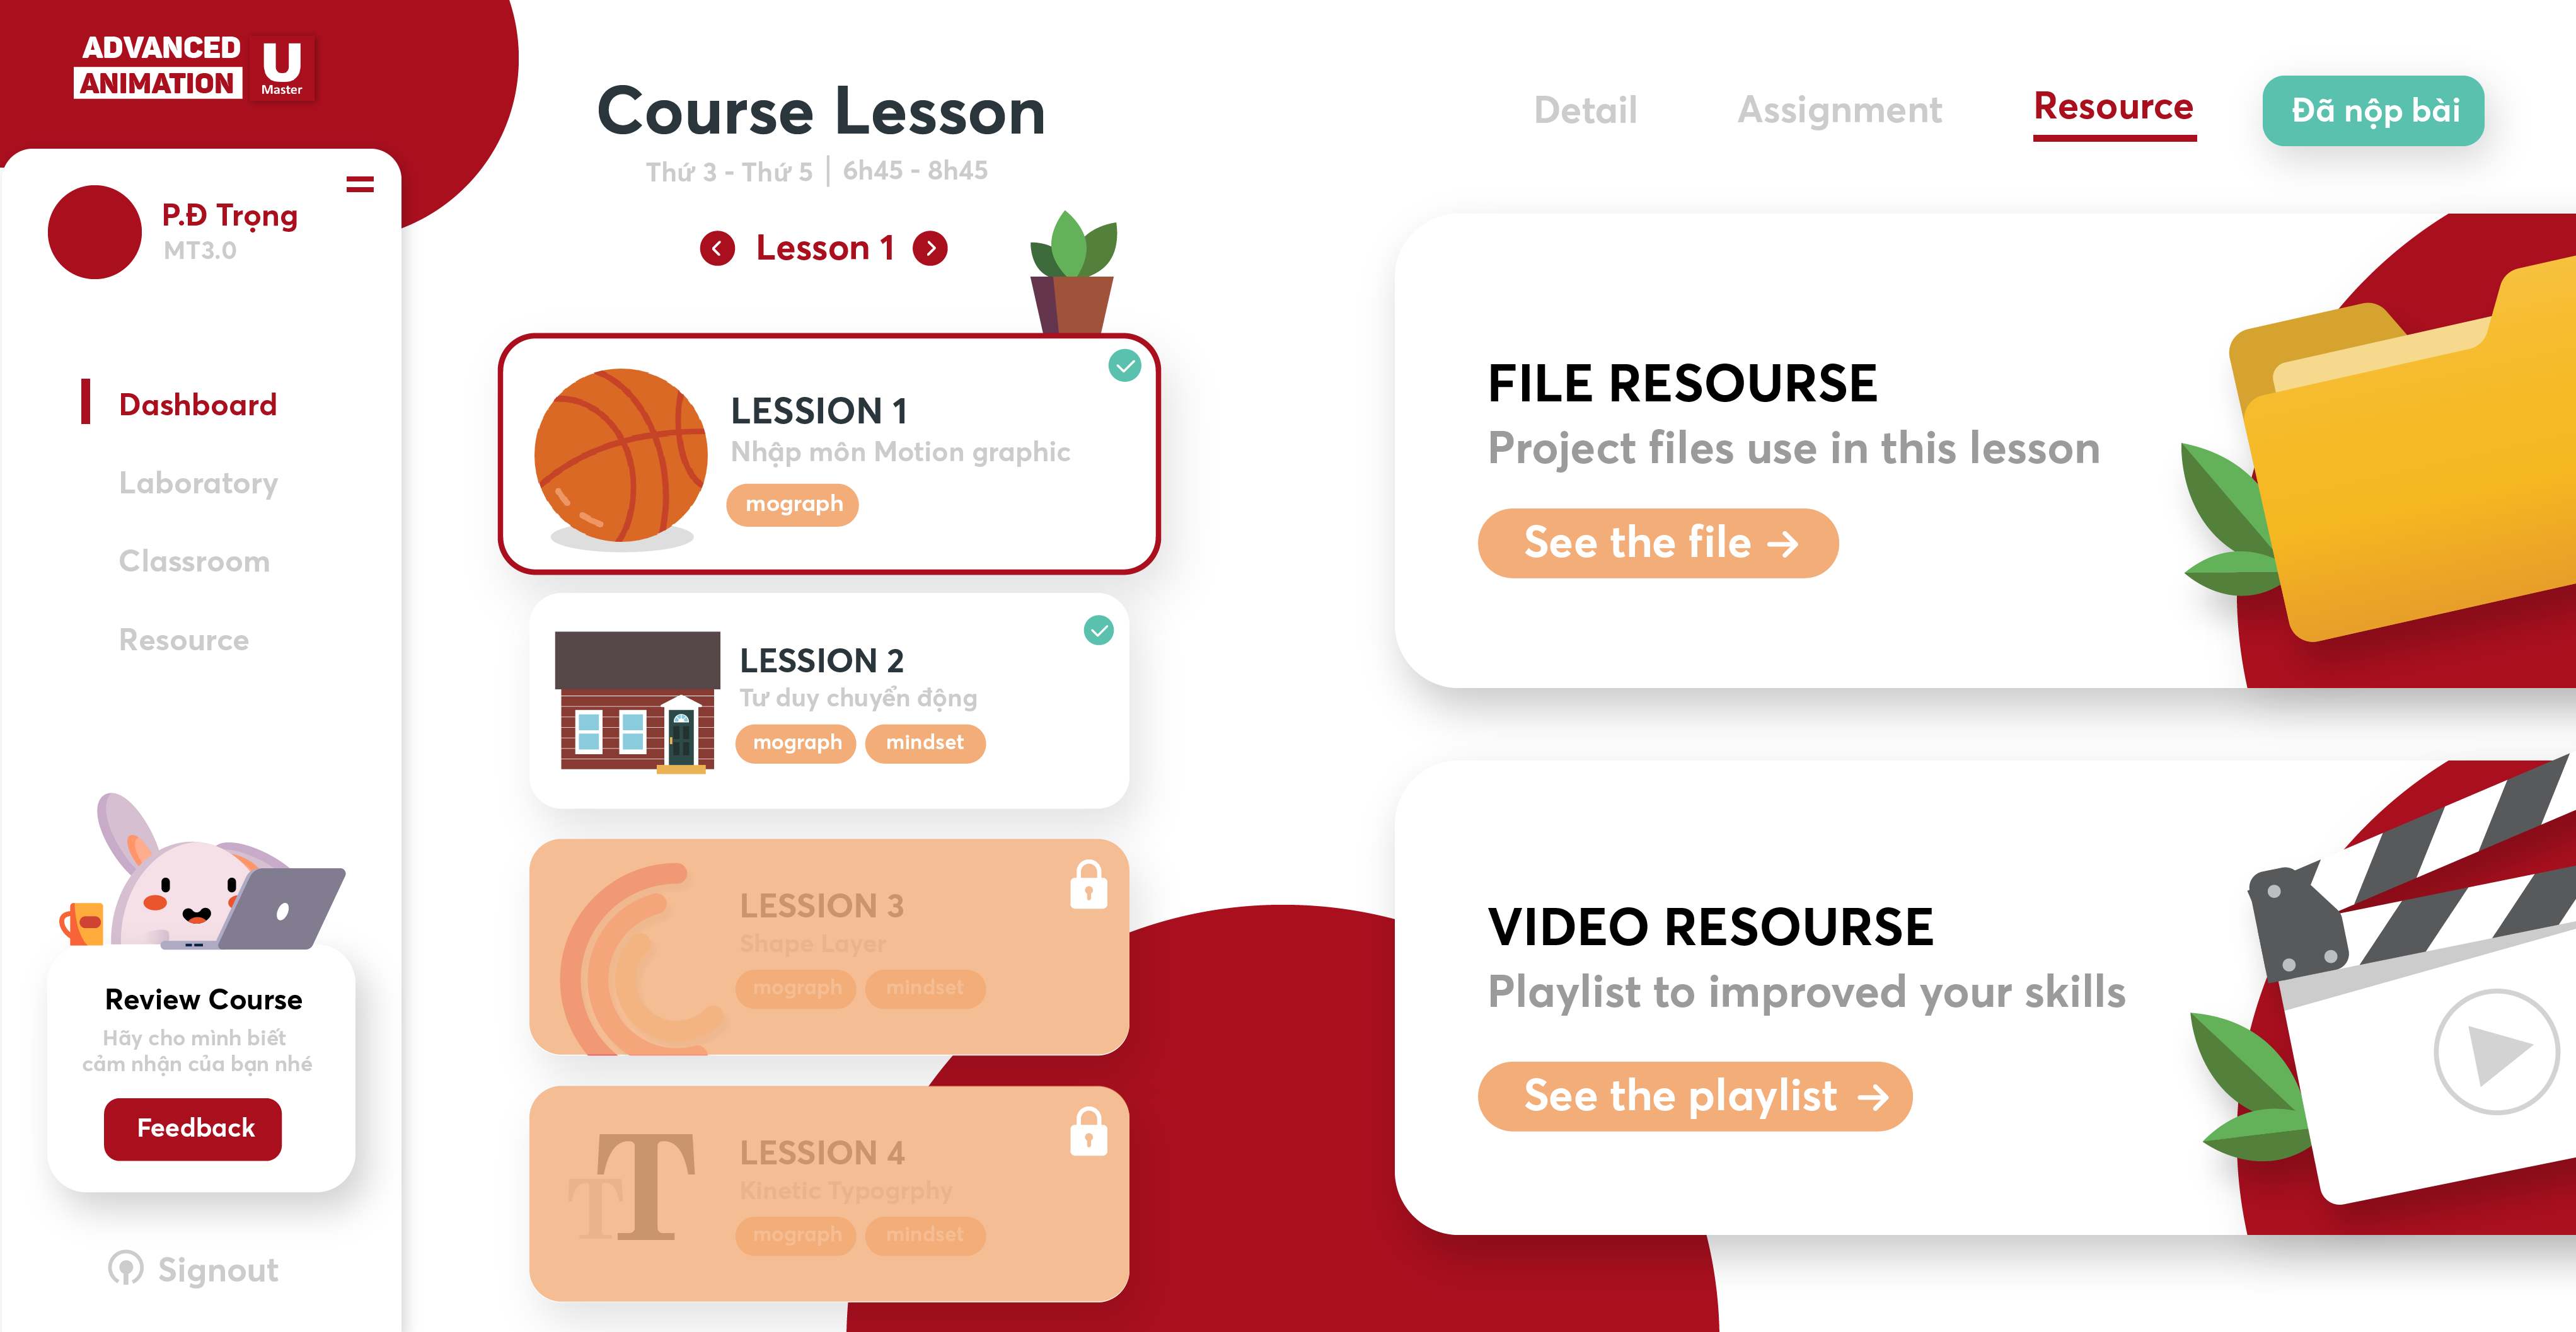 ADVANCED
ANIMATION
U
Master
P.Đ Trọng
MT3.0
Dashboard
Laboratory
Classroom
Resource
Review Course
Hãy cho mình biết
cảm nhận của bạn nhé
Feedback
Signout
Course Lesson
Thứ 3 - Thứ 5 | 6h45 - 8h45
Lesson 1
LESSION 1
Nhập môn Motion graphic
mograph
LESSION 2
Tư duy chuyển động
mograph mindset
LESSION 3
Shape Layer
mograph mindset
T T
LESSION 4
Kinetic Typogrphy
mograph mindset
Detail Assignment Resource Đã nộp bài
FILE RESOURSE
Project files use in this lesson
See the file →
VIDEO RESOURSE
Playlist to improved your skills
See the playlist →